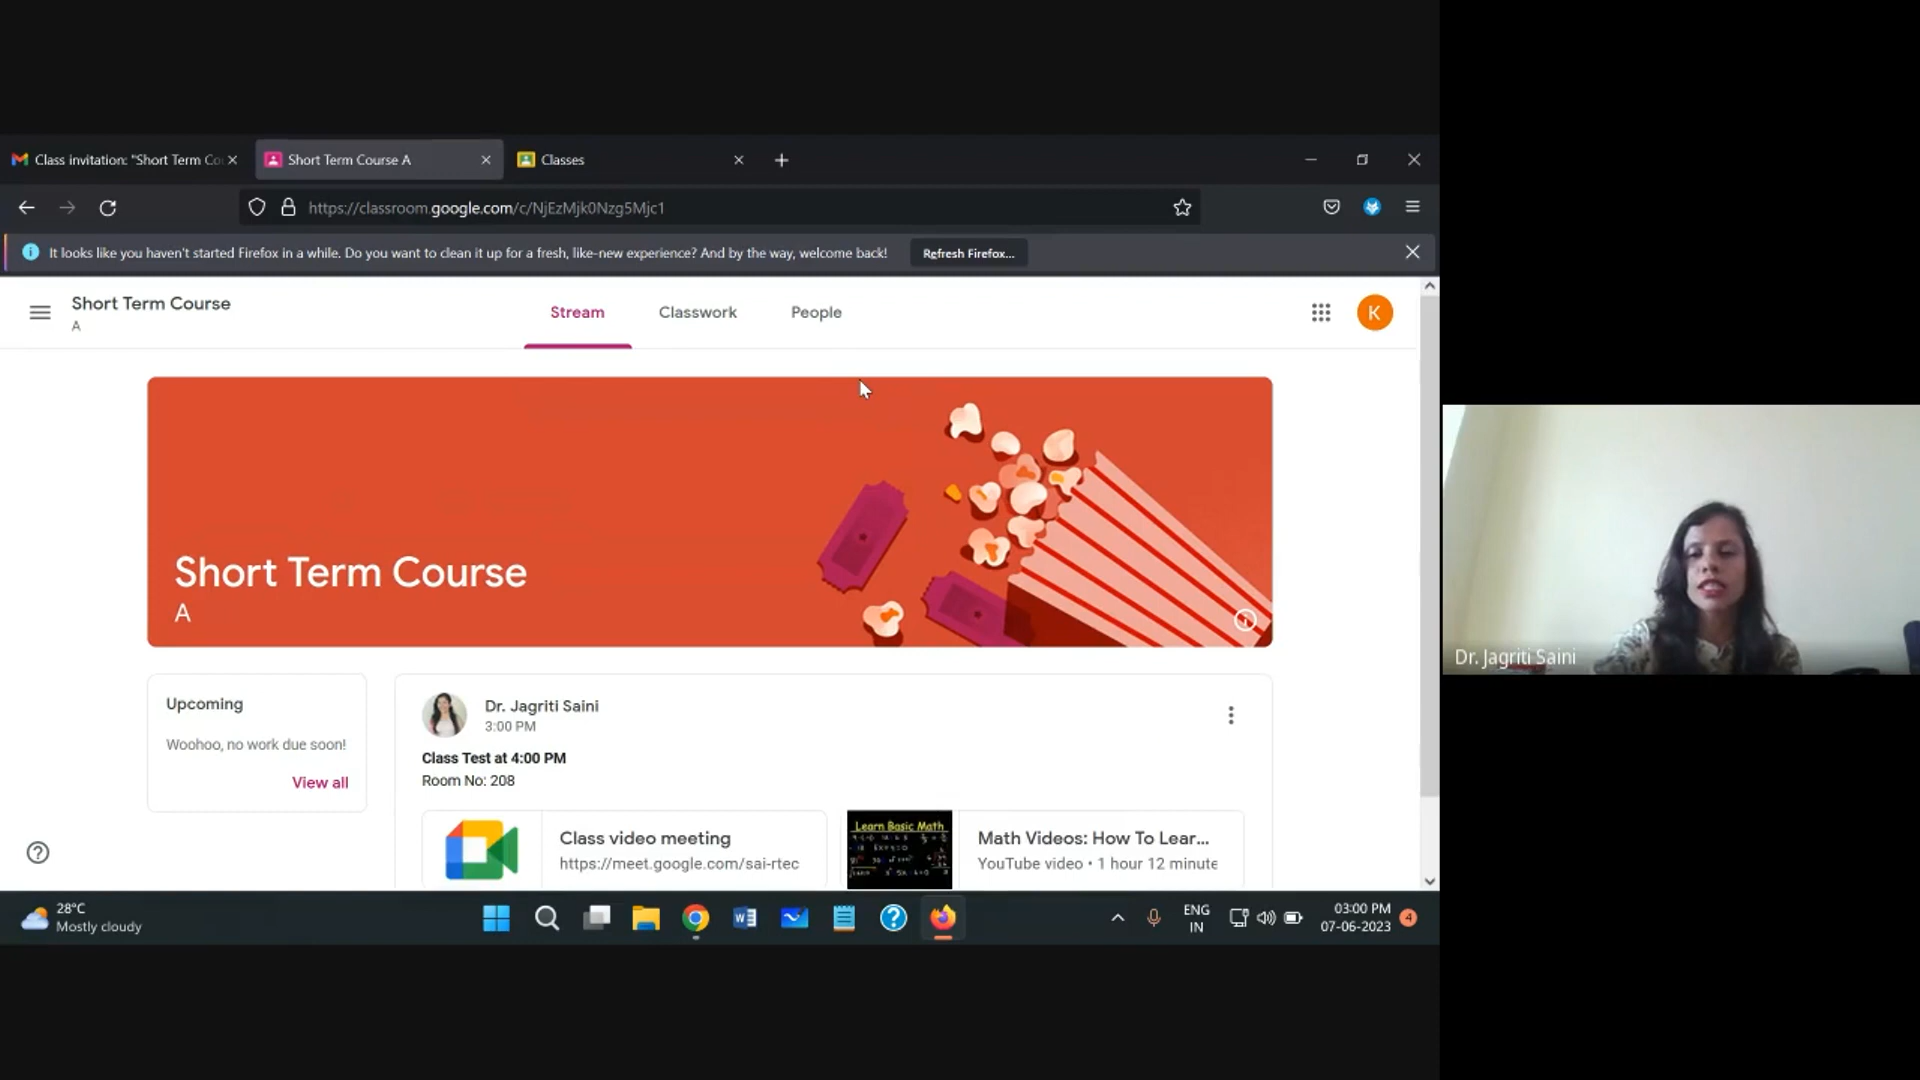 Class invitation: "Short Term Co
Short Term Course A
Classes
https://classroom.google.com/c/NjEzMjk0Nzg5Mjc1
It looks like you haven't started Firefox in a while. Do you want to clean it up for a fresh, like-new experience? And by the way, welcome back!
Refresh Firefox...
Short Term Course
A
Stream
Classwork
People
K
Short Term Course
A
Upcoming
Woohoo, no work due soon!
View all
Dr. Jagriti Saini
3:00 PM
Class Test at 4:00 PM
Room No: 208
Class video meeting
https://meet.google.com/sai-rtec
Learn Basic Math
Math Videos: How To Lear...
YouTube video • 1 hour 12 minute
Dr. Jagriti Saini
28°C
Mostly cloudy
ENG
IN
03:00 PM
07-06-2023
4